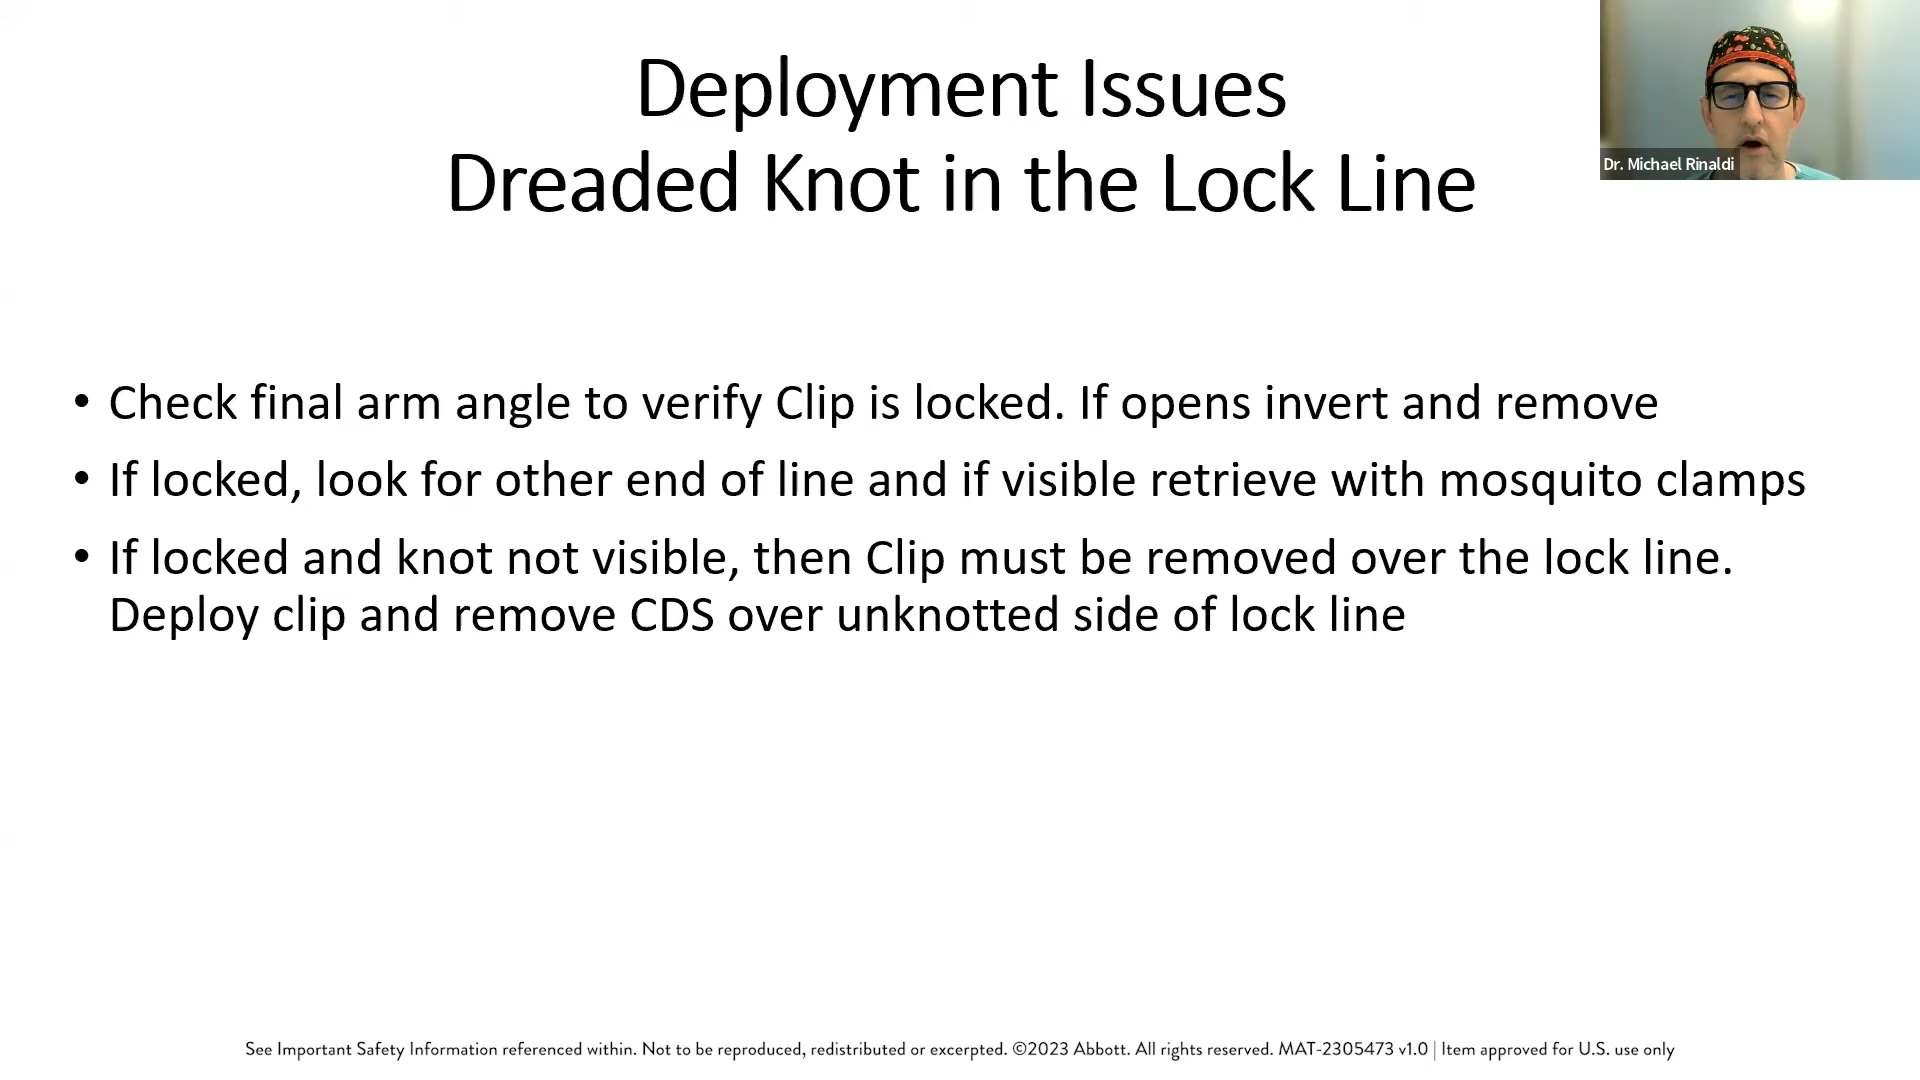 Deployment Issues
Dreaded Knot in the Lock Line
Dr. Michael Rinaldi
• Check final arm angle to verify Clip is locked. If opens invert and remove
• If locked, look for other end of line and if visible retrieve with mosquito clamps
• If locked and knot not visible, then Clip must be removed over the lock line.
Deploy clip and remove CDS over unknotted side of lock line
See Important Safety Information referenced within. Not to be reproduced, redistributed or excerpted. ©2023 Abbott. All rights reserved. MAT-2305473 v1.0 | Item approved for U.S. use only